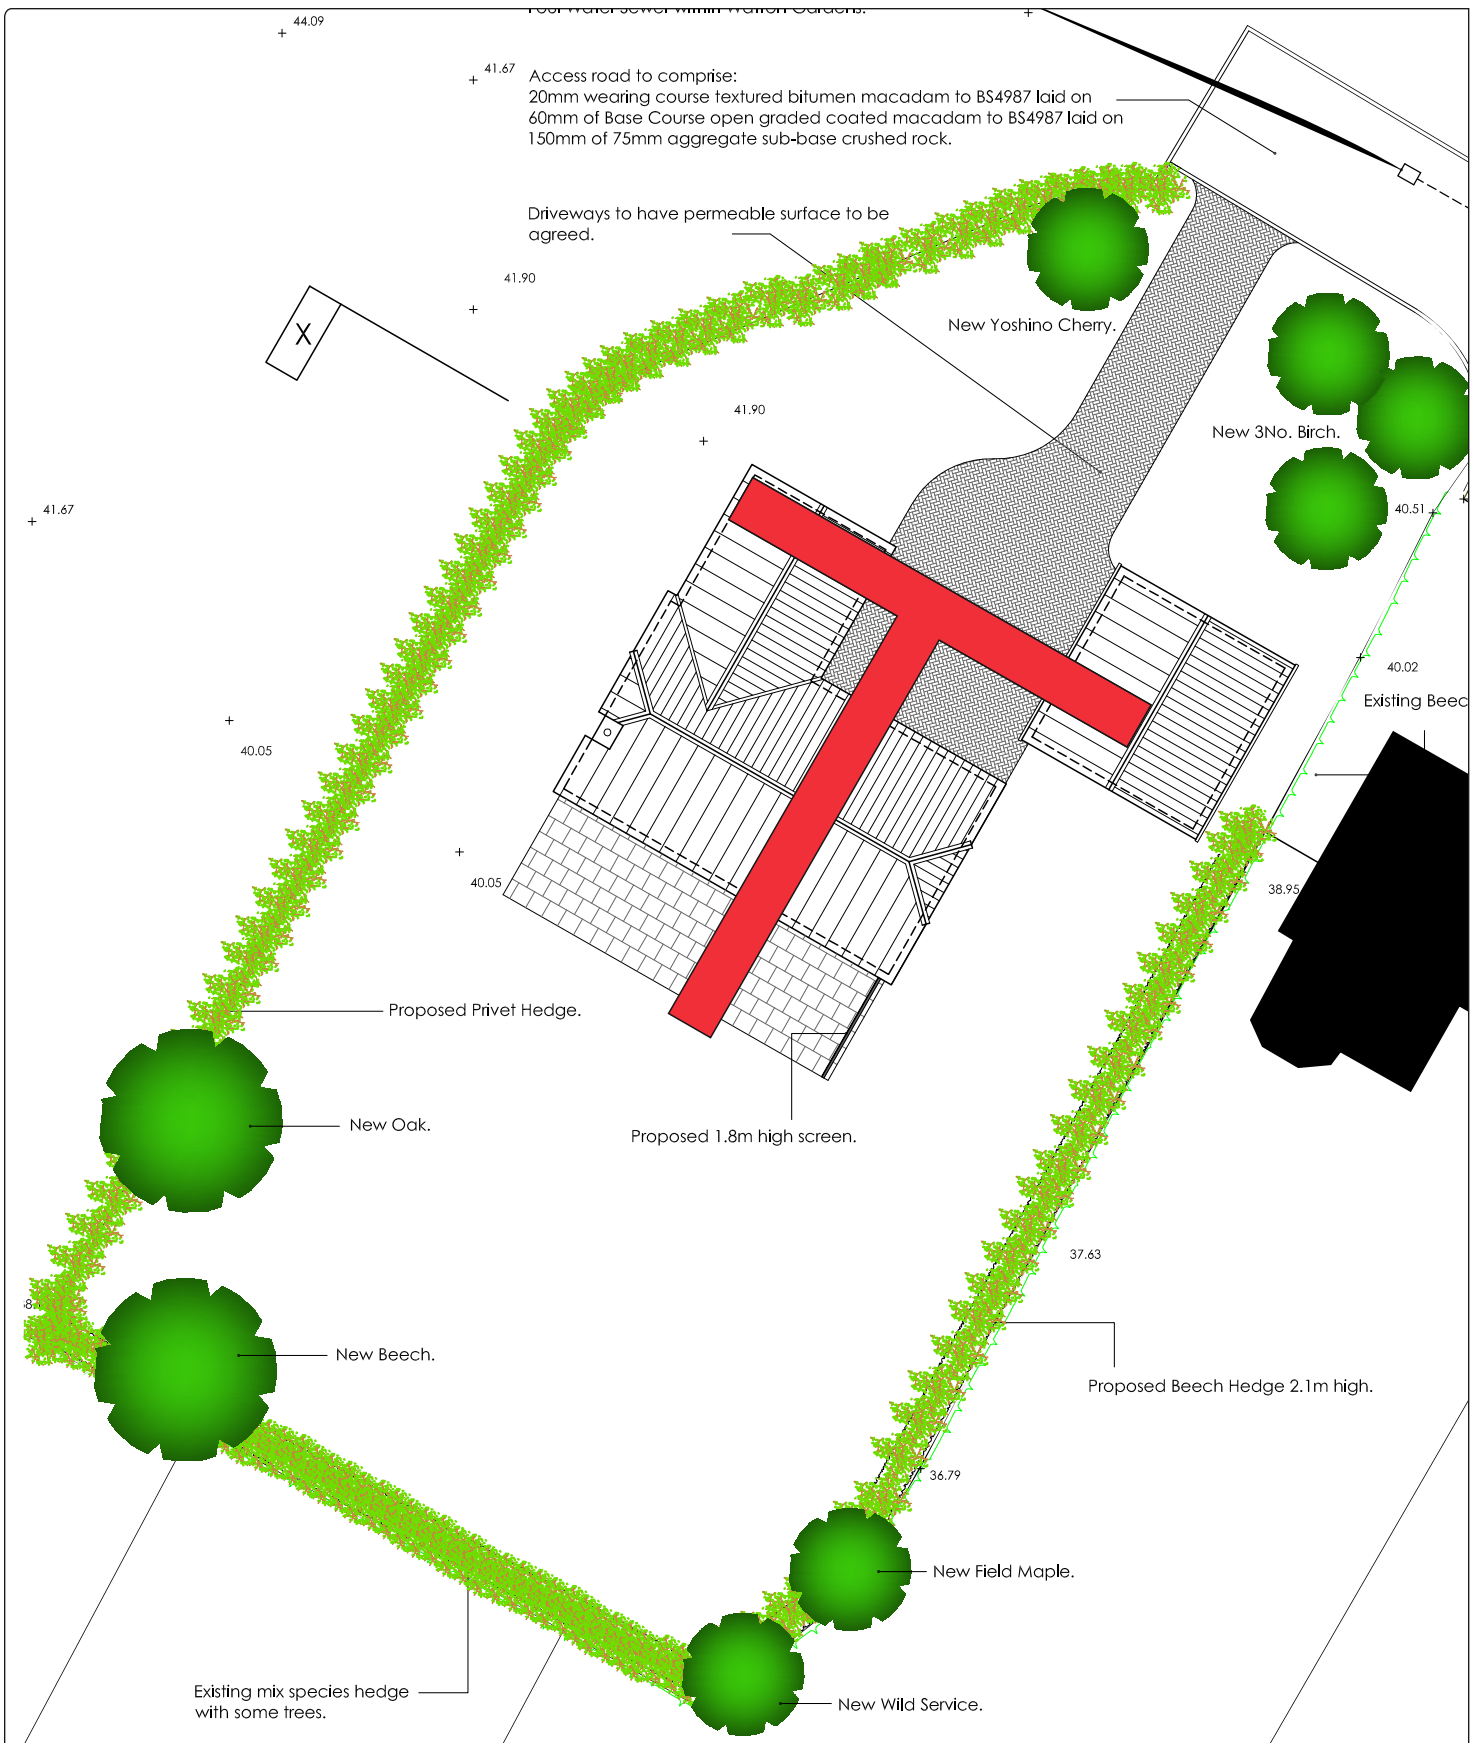 44.09
41.67
Access road to comprise:
20mm wearing course textured bitumen macadam to BS4987 laid on
60mm of Base Course open graded coated macadam to BS4987 laid on
150mm of 75mm aggregate sub-base crushed rock.
Driveways to have permeable surface to be
agreed.
41.90
X
New Yoshino Cherry.
41.90
New 3No. Birch.
41.67
40.51
40.02
Existing Beec
40.05
40.05
38.95
Proposed Privet Hedge.
New Oak.
Proposed 1.8m high screen.
37.63
New Beech.
Proposed Beech Hedge 2.1m high.
36.79
New Field Maple.
Existing mix species hedge
with some trees.
New Wild Service.